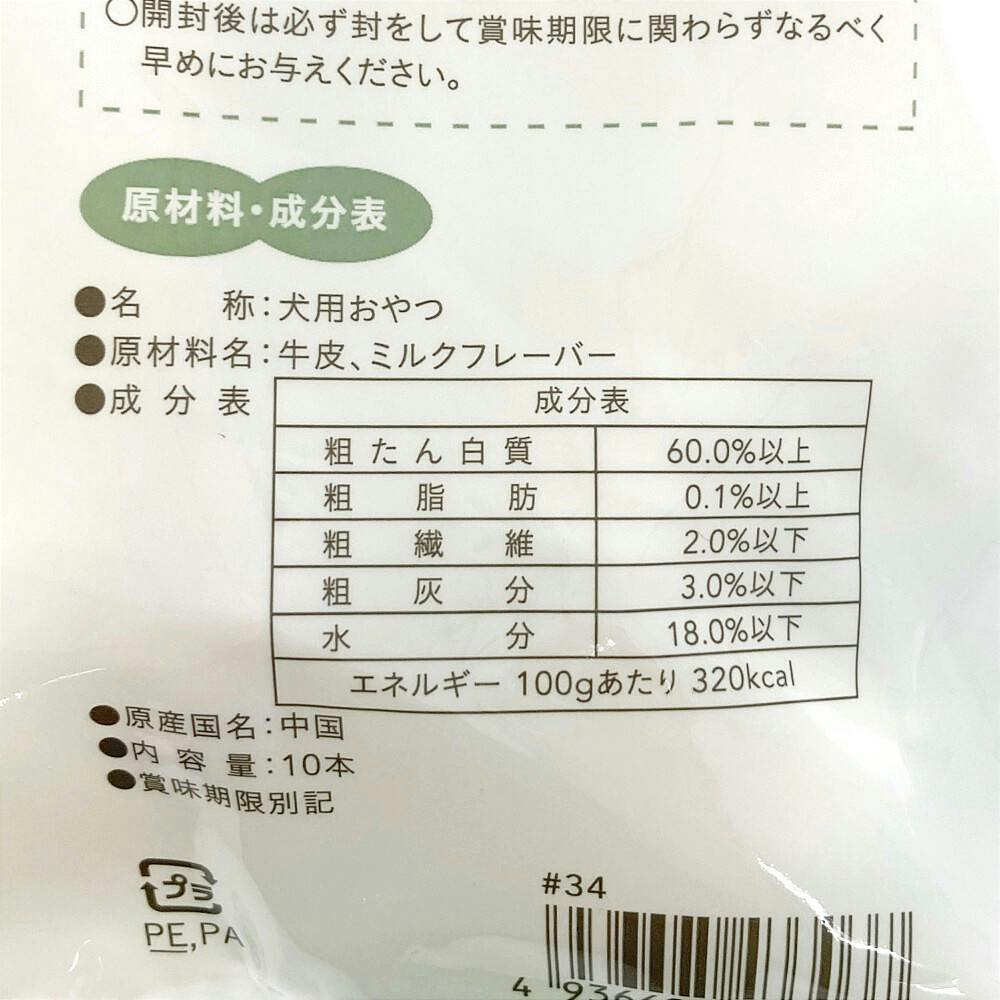 ○開封後は必ず封をして賞味期限に関わらずなるべく
早めにお与えください。
原材料・成分表
●名称：犬用おやつ
●原材料名：牛皮、ミルクフレーバー
●成分表
成分表
粗たん白質 60.0%以上
粗脂肪 0.1%以上
粗繊維 2.0%以下
粗灰分 3.0%以下
水分 18.0%以下
エネルギー 100gあたり 320kcal
●原産国名：中国
●内容量：10本
●賞味期限別記
プラ
PE,PA
#34